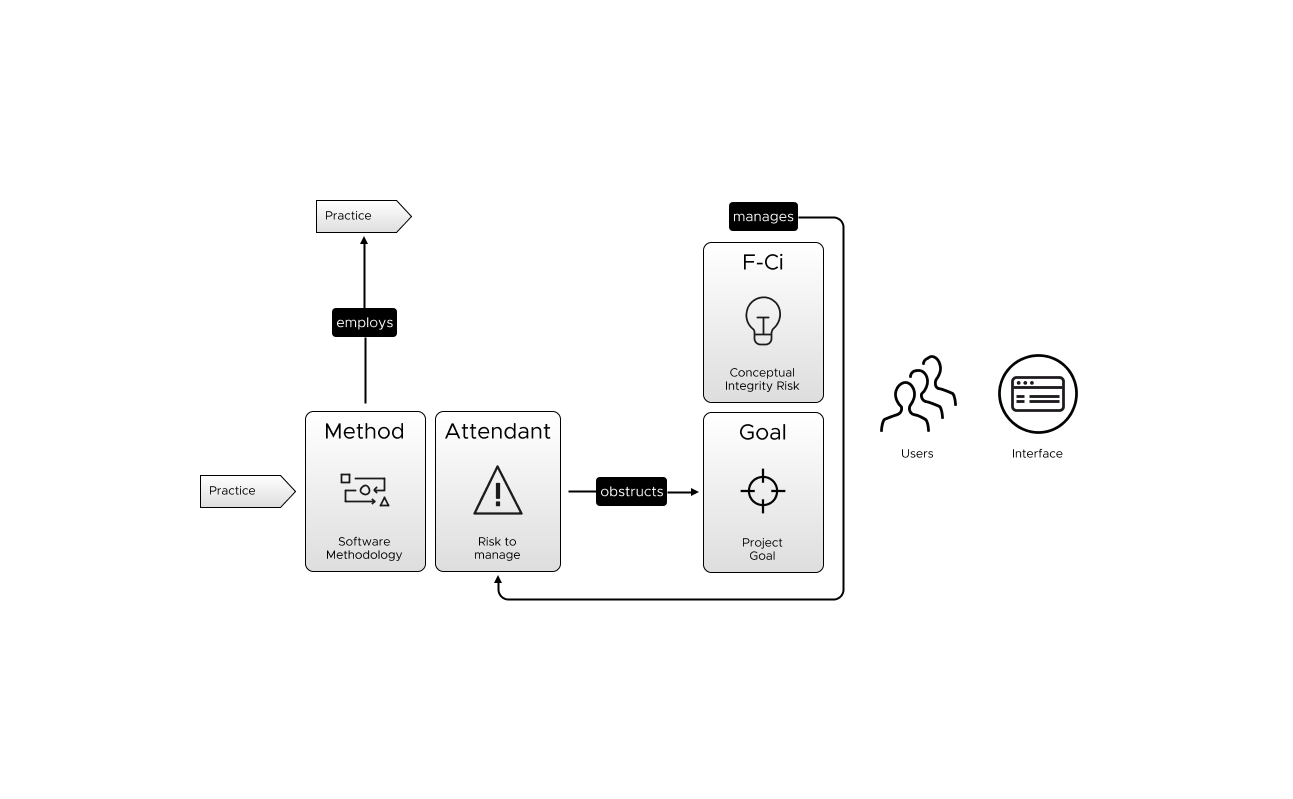 Practice
manages
F-Ci
employs
Conceptual
Integrity Risk
Method
Attendant
Goal
Users
Interface
Practice
obstructs
Software
Methodology
Risk to
manage
Project
Goal